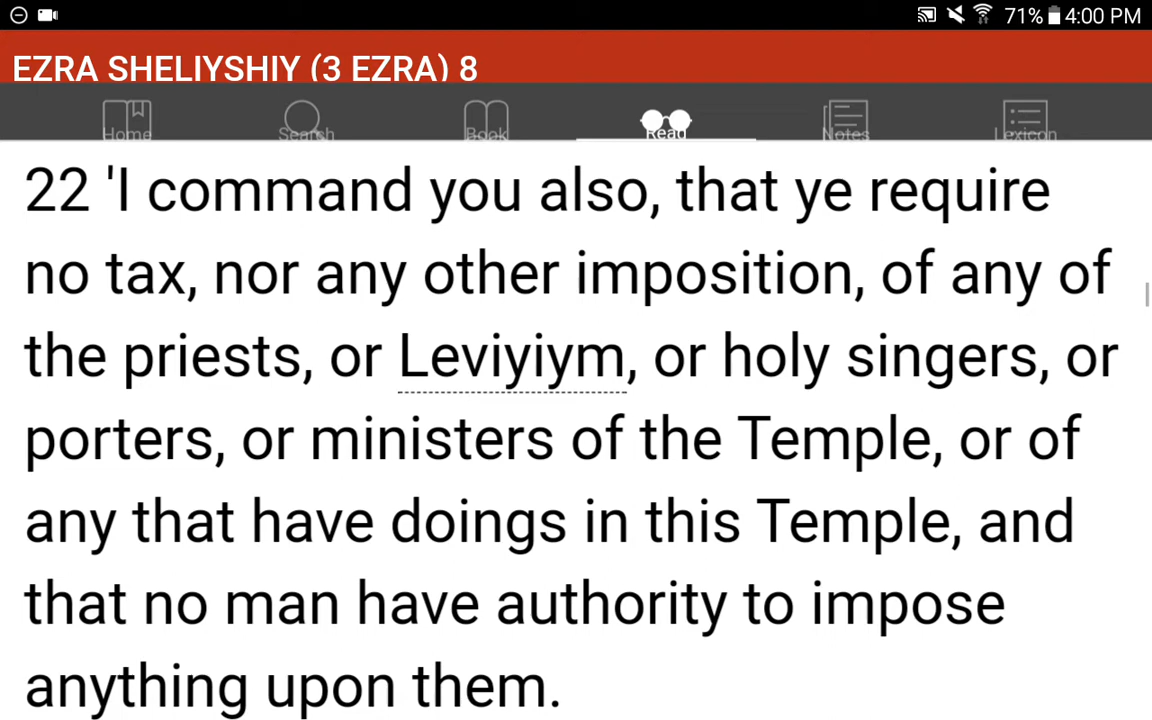 71% 4:00 PM
EZRA SHELIYSHIY (3 EZRA) 8
Home Search Book Read Notes Lexicon
22 'I command you also, that ye require
no tax, nor any other imposition, of any of
the priests, or Leviyiym, or holy singers, or
porters, or ministers of the Temple, or of
any that have doings in this Temple, and
that no man have authority to impose
anything upon them.